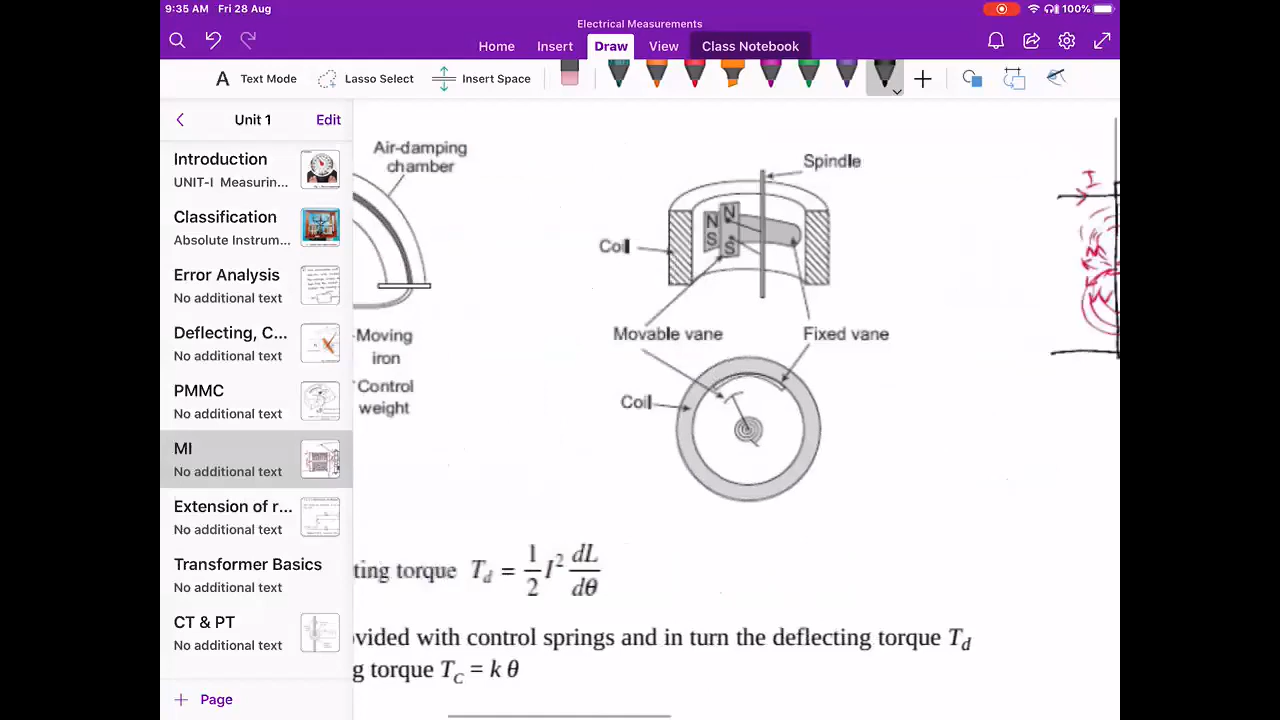 9:35 AM Fri 28 Aug
100%
Electrical Measurements
Home Insert Draw View Class Notebook
A Text Mode Lasso Select Insert Space
Unit 1 Edit
Introduction
UNIT-I Measurin...
Classification
Absolute Instrum...
Error Analysis
No additional text
Deflecting, C...
No additional text
PMMC
No additional text
MI
No additional text
Extension of r...
No additional text
Transformer Basics
No additional text
CT & PT
No additional text
Page
Air-damping
chamber
Moving
iron
Control
weight
Spindle
N N
S S
Coil
Movable vane
Fixed vane
Coil
I
ting torque T_d = 1/2 I² dL/dθ
ovided with control springs and in turn the deflecting torque T_d
g torque T_C = k θ